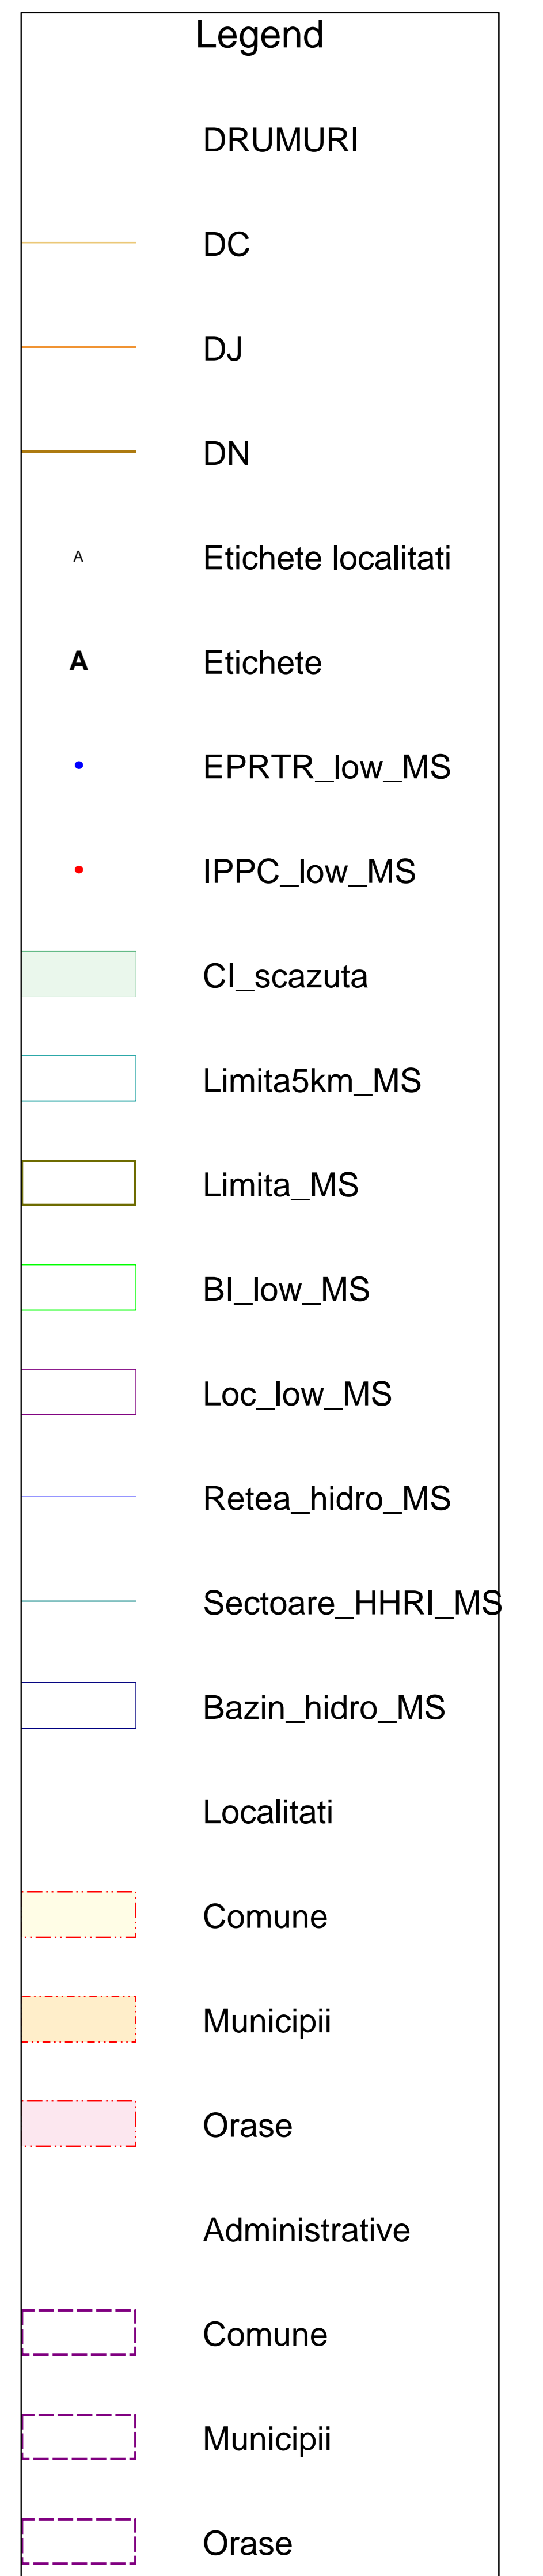 Legend
DRUMURI
DC
DJ
DN
A Etichete localitati
A Etichete
EPRTR_low_MS
IPPC_low_MS
CI_scazuta
Limita5km_MS
Limita_MS
BI_low_MS
Loc_low_MS
Retea_hidro_MS
Sectoare_HHRI_MS
Bazin_hidro_MS
Localitati
Comune
Municipii
Orase
Administrative
Comune
Municipii
Orase